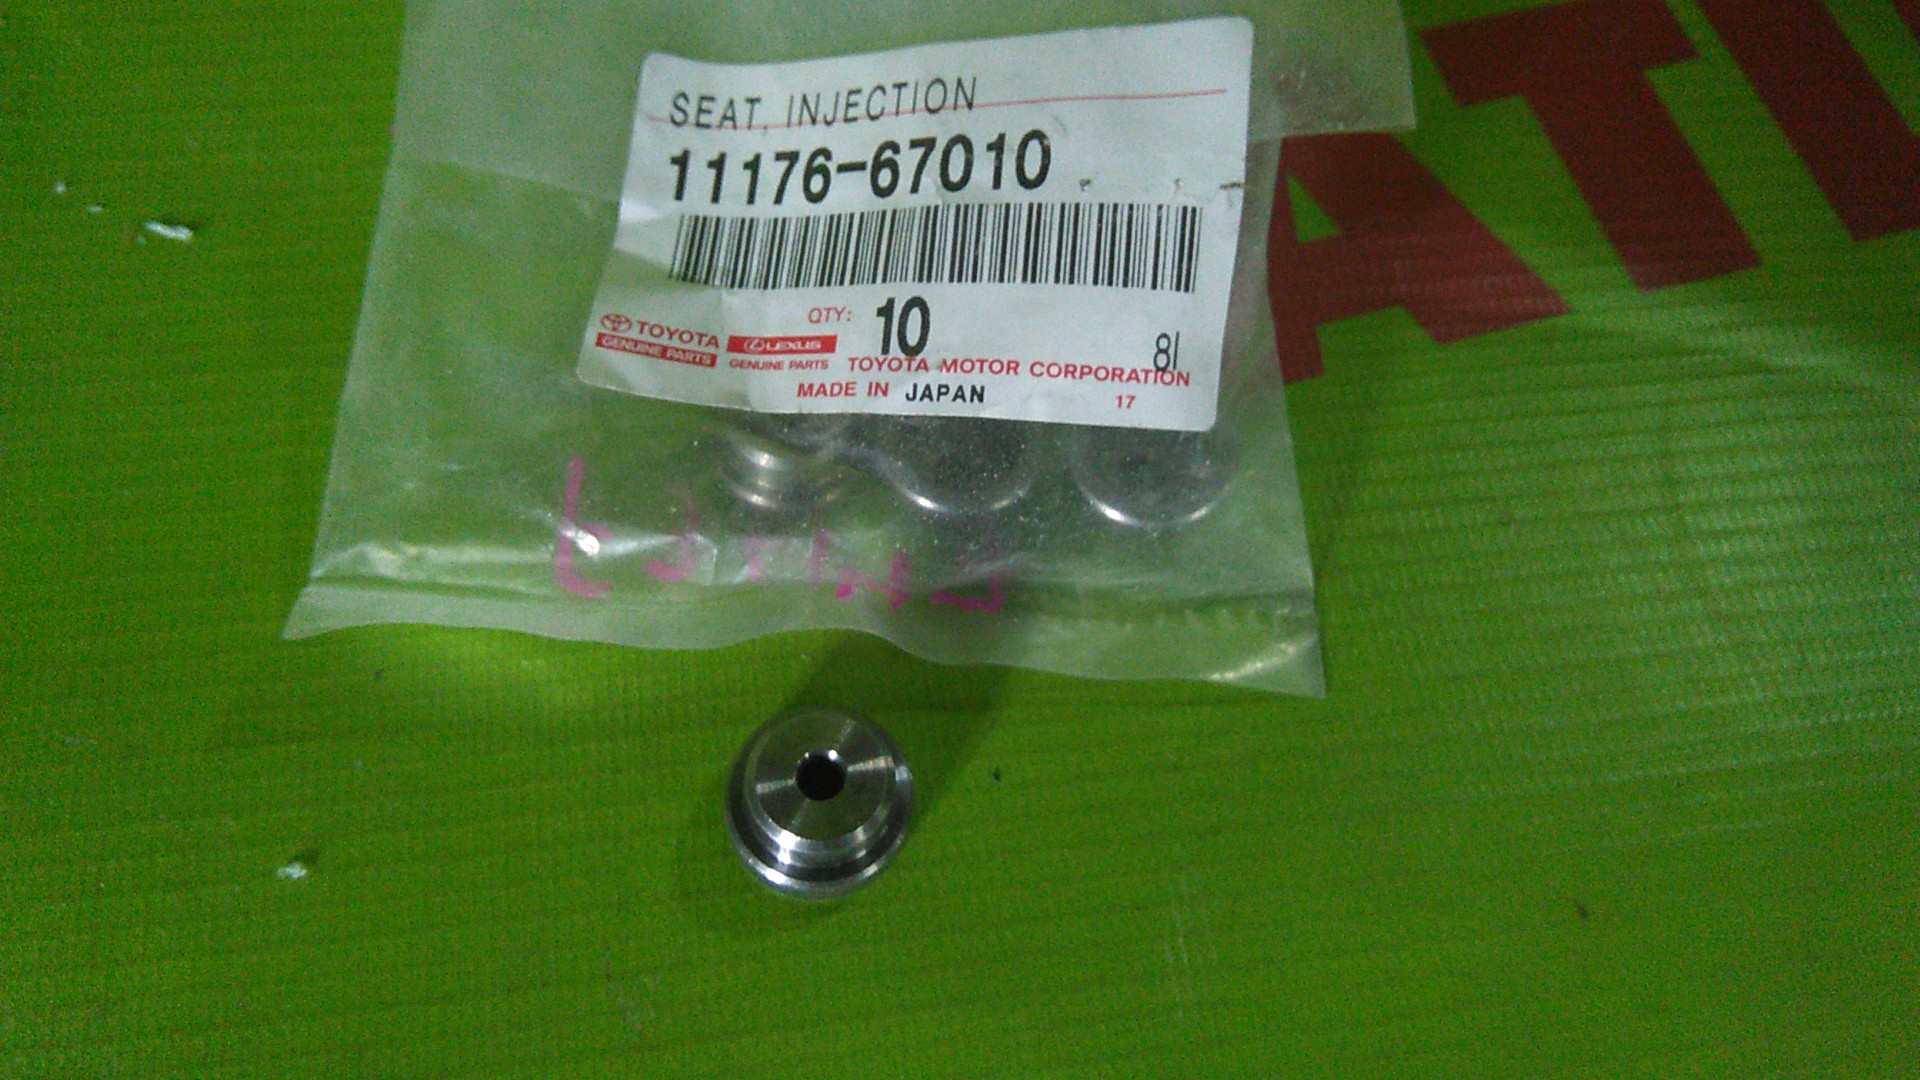 SEAT, INJECTION
11176-67010
QTY: 10
81
TOYOTA
GENUINE PARTS
LEXUS
GENUINE PARTS
TOYOTA MOTOR CORPORATION
MADE IN JAPAN
17